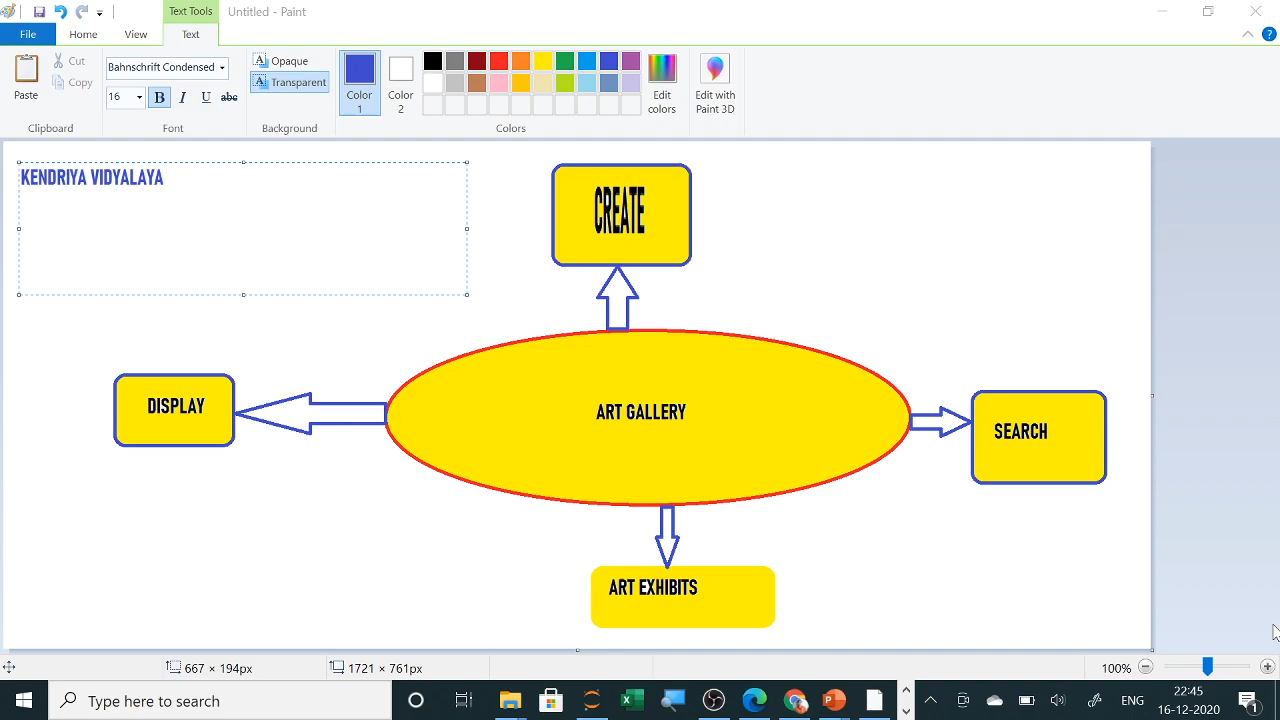 Text Tools
Untitled - Paint
File
Home
View
Text
Paste
Cut
Copy
Clipboard
Bahnschrift Condensed
16
B I U abc
Font
Opaque
Transparent
Background
Color 1
Color 2
Edit colors
Edit with Paint 3D
Colors
KENDRIYA VIDYALAYA
CREATE
DISPLAY
ART GALLERY
SEARCH
ART EXHIBITS
667 × 194px
1721 × 761px
100%
Type here to search
ENG
22:45
16-12-2020
1